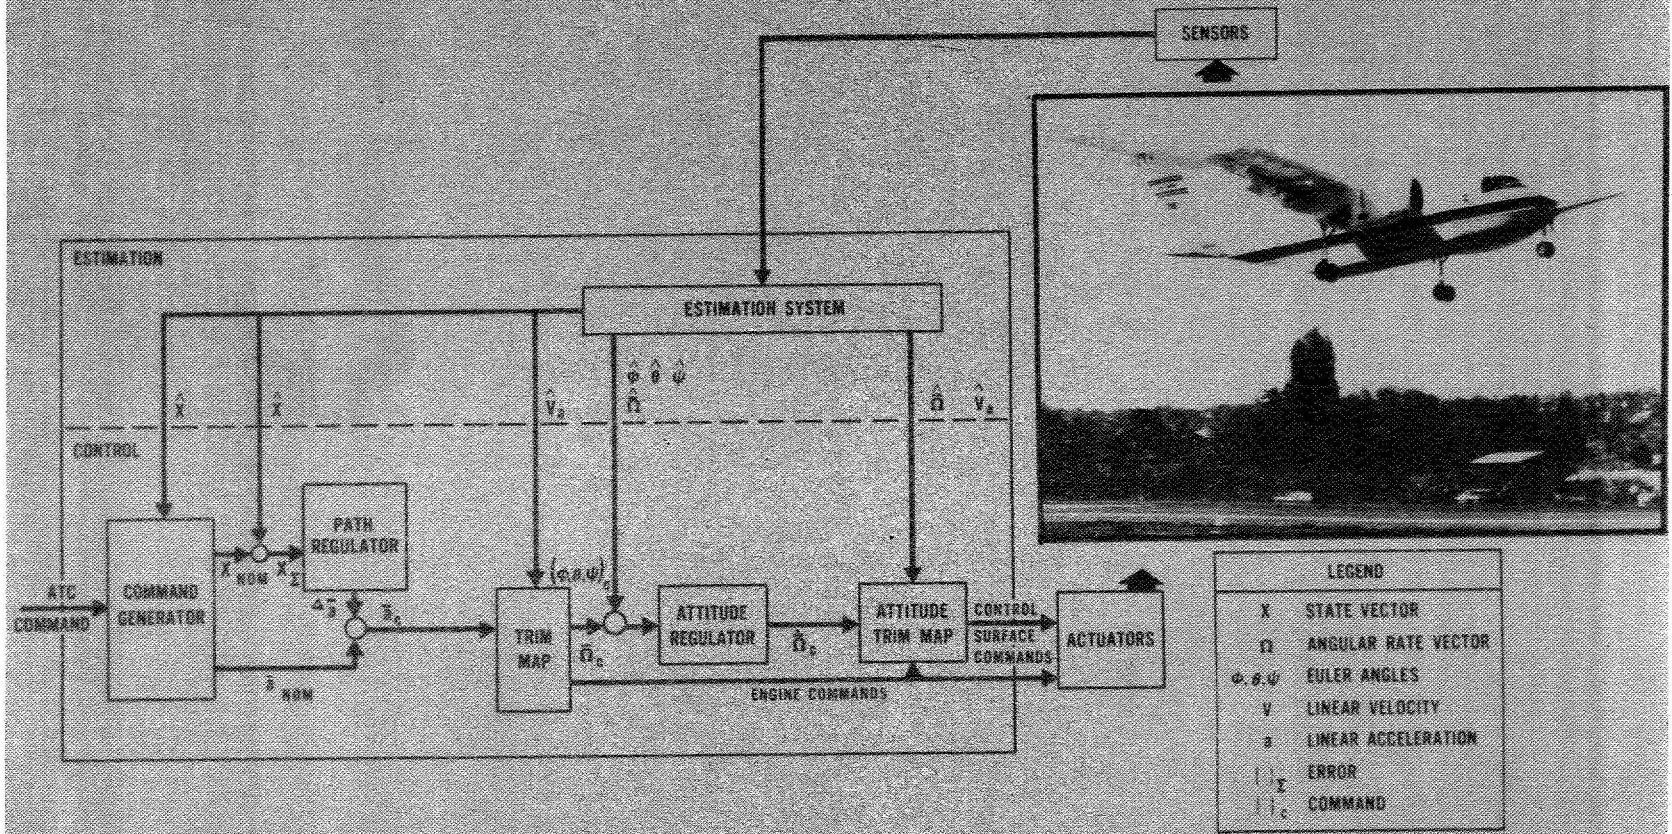 SENSORS
ESTIMATION
ESTIMATION SYSTEM
φ̂ θ̂ ψ̂
X̂
X̂
V̂a
Ω̂
Ω̂ V̂a
CONTROL
PATH
REGULATOR
ATC
COMMAND
COMMAND
GENERATOR
X NOM
XΣ
Δā
āc
ā NOM
TRIM
MAP
(φ,θ,ψ)c
Ω̄c
ATTITUDE
REGULATOR
Ω̇c
ATTITUDE
TRIM MAP
CONTROL
SURFACE
COMMANDS
ENGINE COMMANDS
ACTUATORS
LEGEND
X STATE VECTOR
Ω ANGULAR RATE VECTOR
φ, θ, ψ EULER ANGLES
V LINEAR VELOCITY
a LINEAR ACCELERATION
( )Σ ERROR
( )c COMMAND